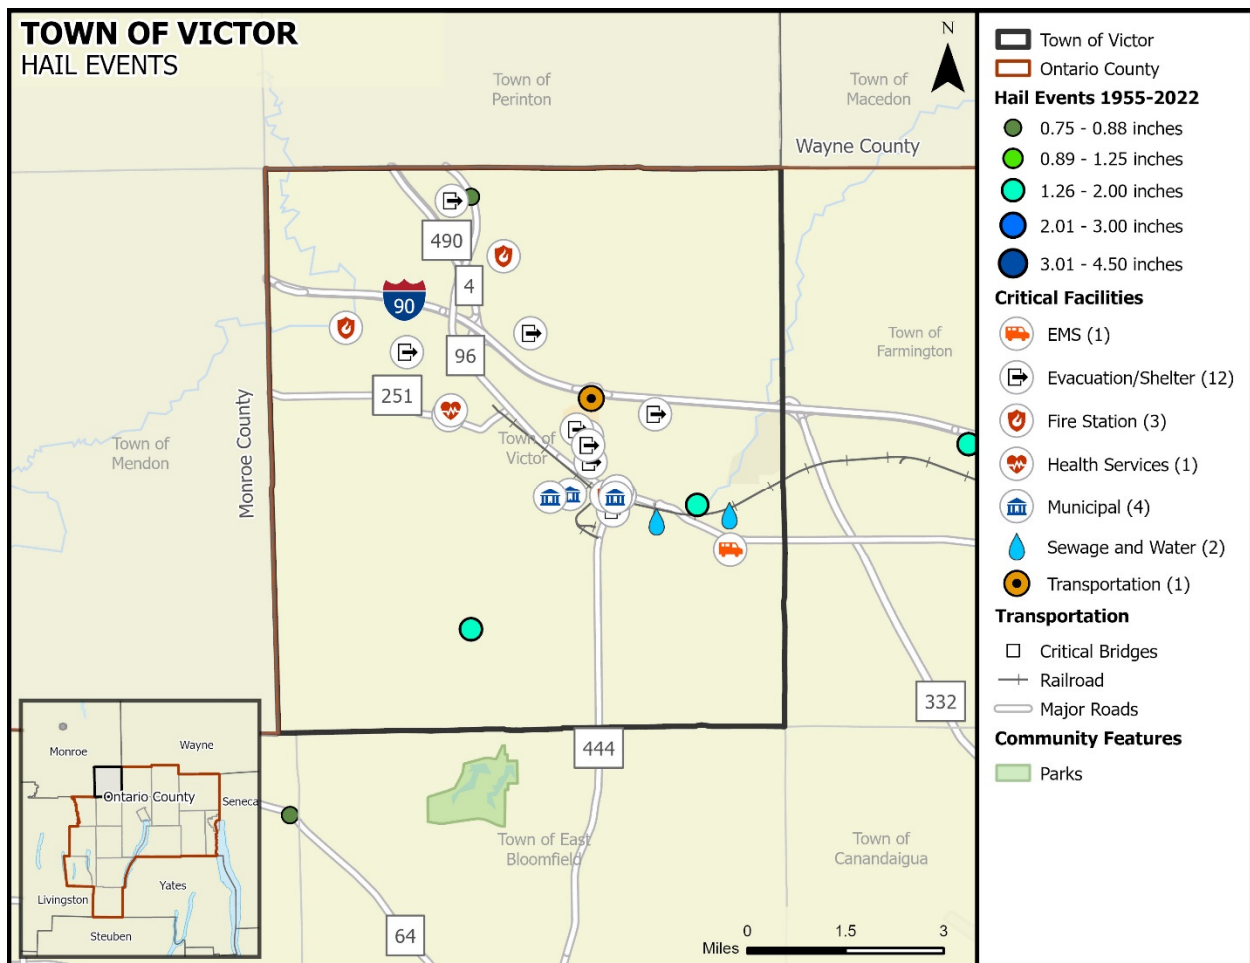 TOWN OF VICTOR
HAIL EVENTS
N
Town of
Perinton
Town of
Macedon
Wayne County
490
4
90
96
251
Town of
Farmington
Town of
Mendon
Monroe County
Town of
Victor
332
444
Town of East
Bloomfield
Town of
Canandaigua
64
Monroe
Wayne
Ontario County
Seneca
Livingston
Yates
Steuben
0
1.5
3
Miles
Town of Victor
Ontario County
Hail Events 1955-2022
0.75 - 0.88 inches
0.89 - 1.25 inches
1.26 - 2.00 inches
2.01 - 3.00 inches
3.01 - 4.50 inches
Critical Facilities
EMS (1)
Evacuation/Shelter (12)
Fire Station (3)
Health Services (1)
Municipal (4)
Sewage and Water (2)
Transportation (1)
Transportation
Critical Bridges
Railroad
Major Roads
Community Features
Parks